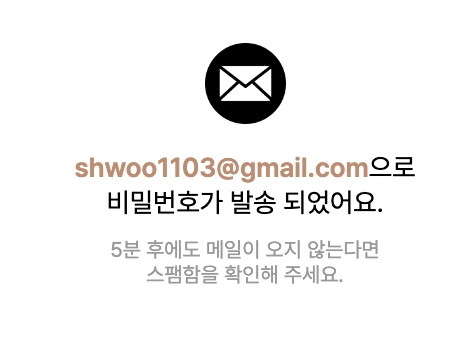 shwoo1103@gmail.com으로
비밀번호가 발송 되었어요.
5분 후에도 메일이 오지 않는다면
스팸함을 확인해 주세요.